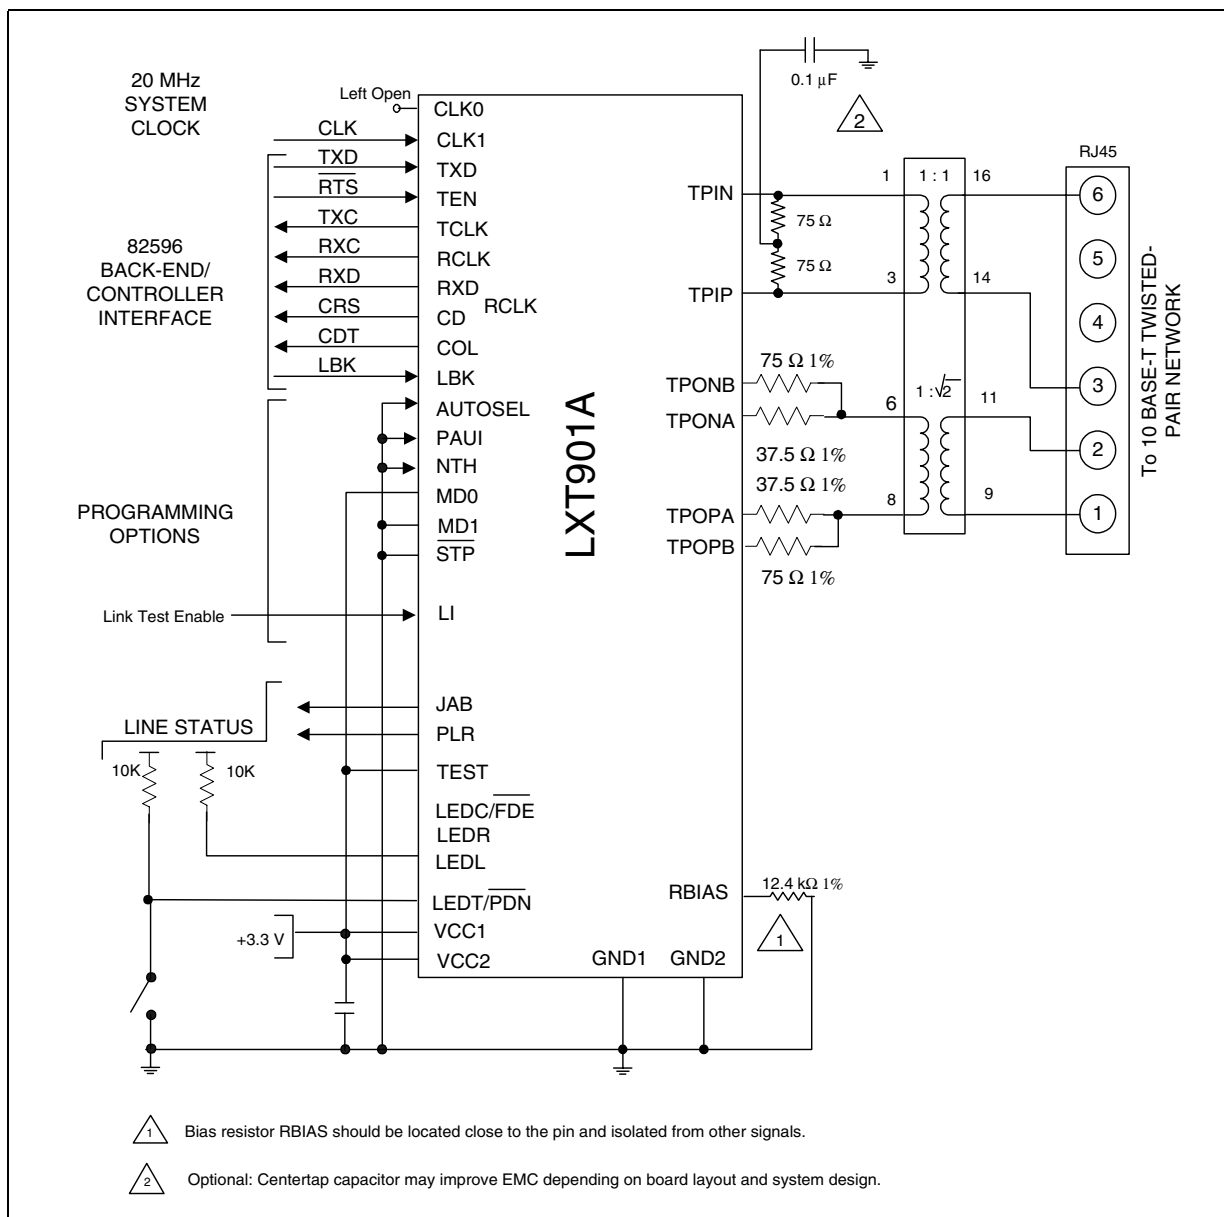 20 MHz
SYSTEM
CLOCK
82596
BACK-END/
CONTROLLER
INTERFACE
PROGRAMMING
OPTIONS
Link Test Enable
LINE STATUS
10K
10K
+3.3 V
Left Open
CLK
TXD
RTS
TXC
RXC
RXD
CRS
CDT
LBK
CLK0
CLK1
TXD
TEN
TCLK
RCLK
RXD
RCLK
CD
COL
LBK
AUTOSEL
PAUI
NTH
MD0
MD1
STP
LI
JAB
PLR
TEST
LEDC/FDE
LEDR
LEDL
LEDT/PDN
VCC1
VCC2
LXT901A
GND1
GND2
TPIN
TPIP
TPONB
TPONA
TPOPA
TPOPB
RBIAS
0.1 µF
2
75 Ω
75 Ω
75 Ω 1%
37.5 Ω 1%
37.5 Ω 1%
75 Ω 1%
12.4 kΩ 1%
1
1
1 : 1
16
3
14
6
1 :√2
11
8
9
RJ45
6
5
4
3
2
1
To 10 BASE-T TWISTED-
PAIR NETWORK
1 Bias resistor RBIAS should be located close to the pin and isolated from other signals.
2 Optional: Centertap capacitor may improve EMC depending on board layout and system design.